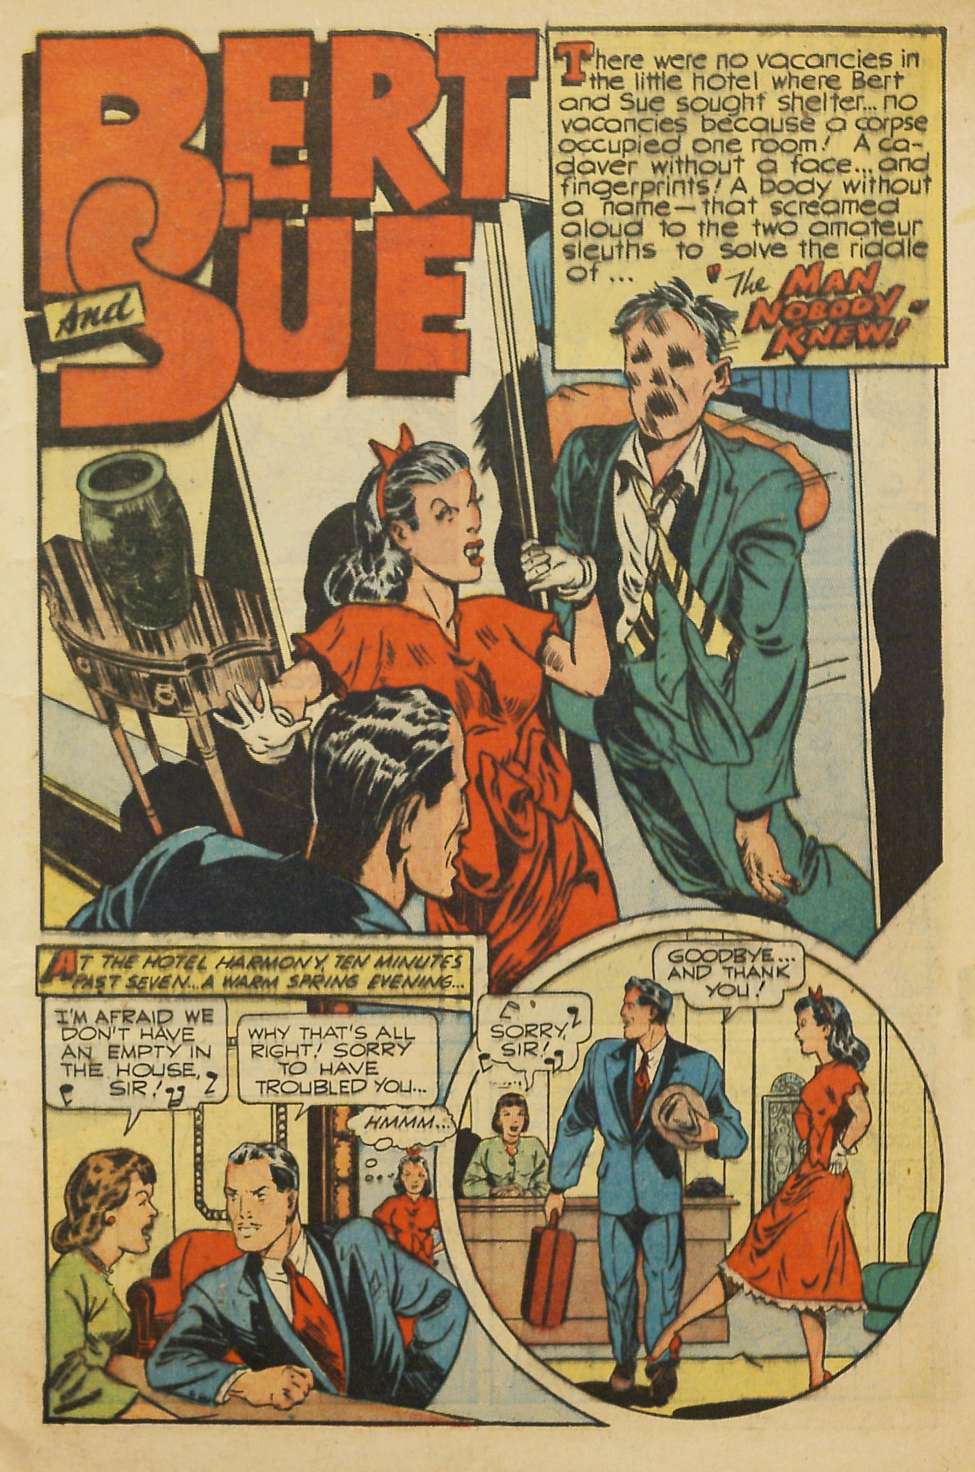 BERT
And
SUE
There were no vacancies in
the little hotel where Bert
and Sue sought shelter... no
vacancies because a corpse
occupied one room! A ca-
daver without a face... and
fingerprints! A body without
a name—that screamed
aloud to the two amateur
sleuths to solve the riddle
of ... "The MAN
NOBODY-
KNEW!
AT THE HOTEL HARMONY, TEN MINUTES
PAST SEVEN... A WARM SPRING EVENING...
I'M AFRAID WE
DON'T HAVE
AN EMPTY IN
THE HOUSE,
SIR!
WHY THAT'S ALL
RIGHT! SORRY
TO HAVE
TROUBLED YOU...
HMMM...
SORRY,
SIR!
GOODBYE...
AND THANK
YOU!